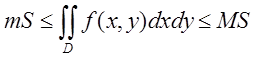 mS ≤ ∬_D f(x, y)dxdy ≤ MS